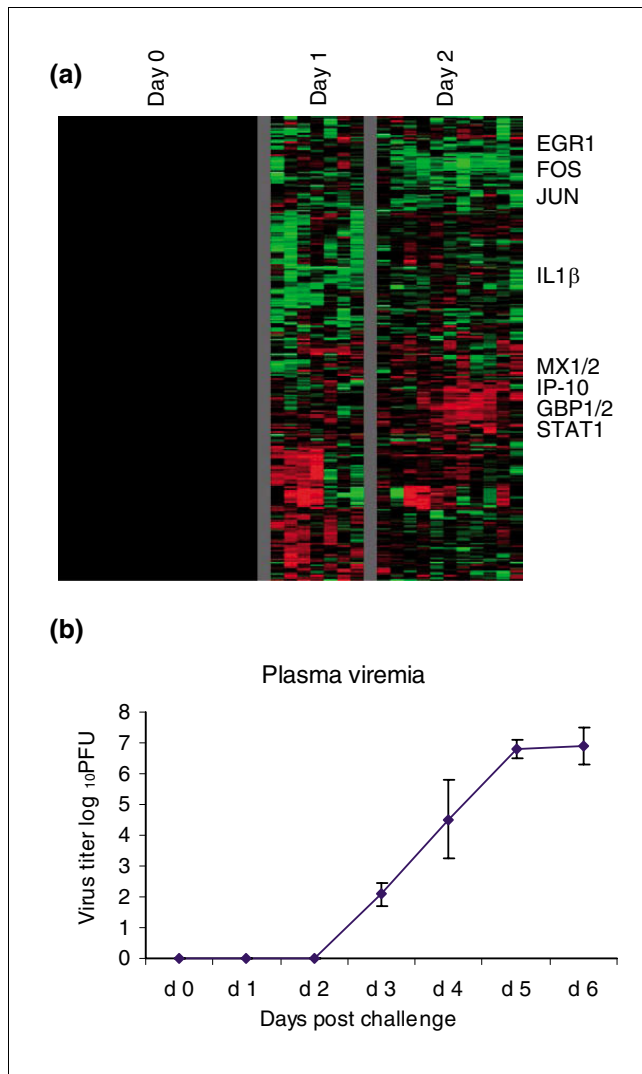 (a)
Day 0
Day 1
Day 2
EGR1
FOS
JUN
IL1β
MX1/2
IP-10
GBP1/2
STAT1
(b)
Plasma viremia
Virus titer log 10PFU
8
7
6
5
4
3
2
1
0
d 0 d 1 d 2 d 3 d 4 d 5 d 6
Days post challenge